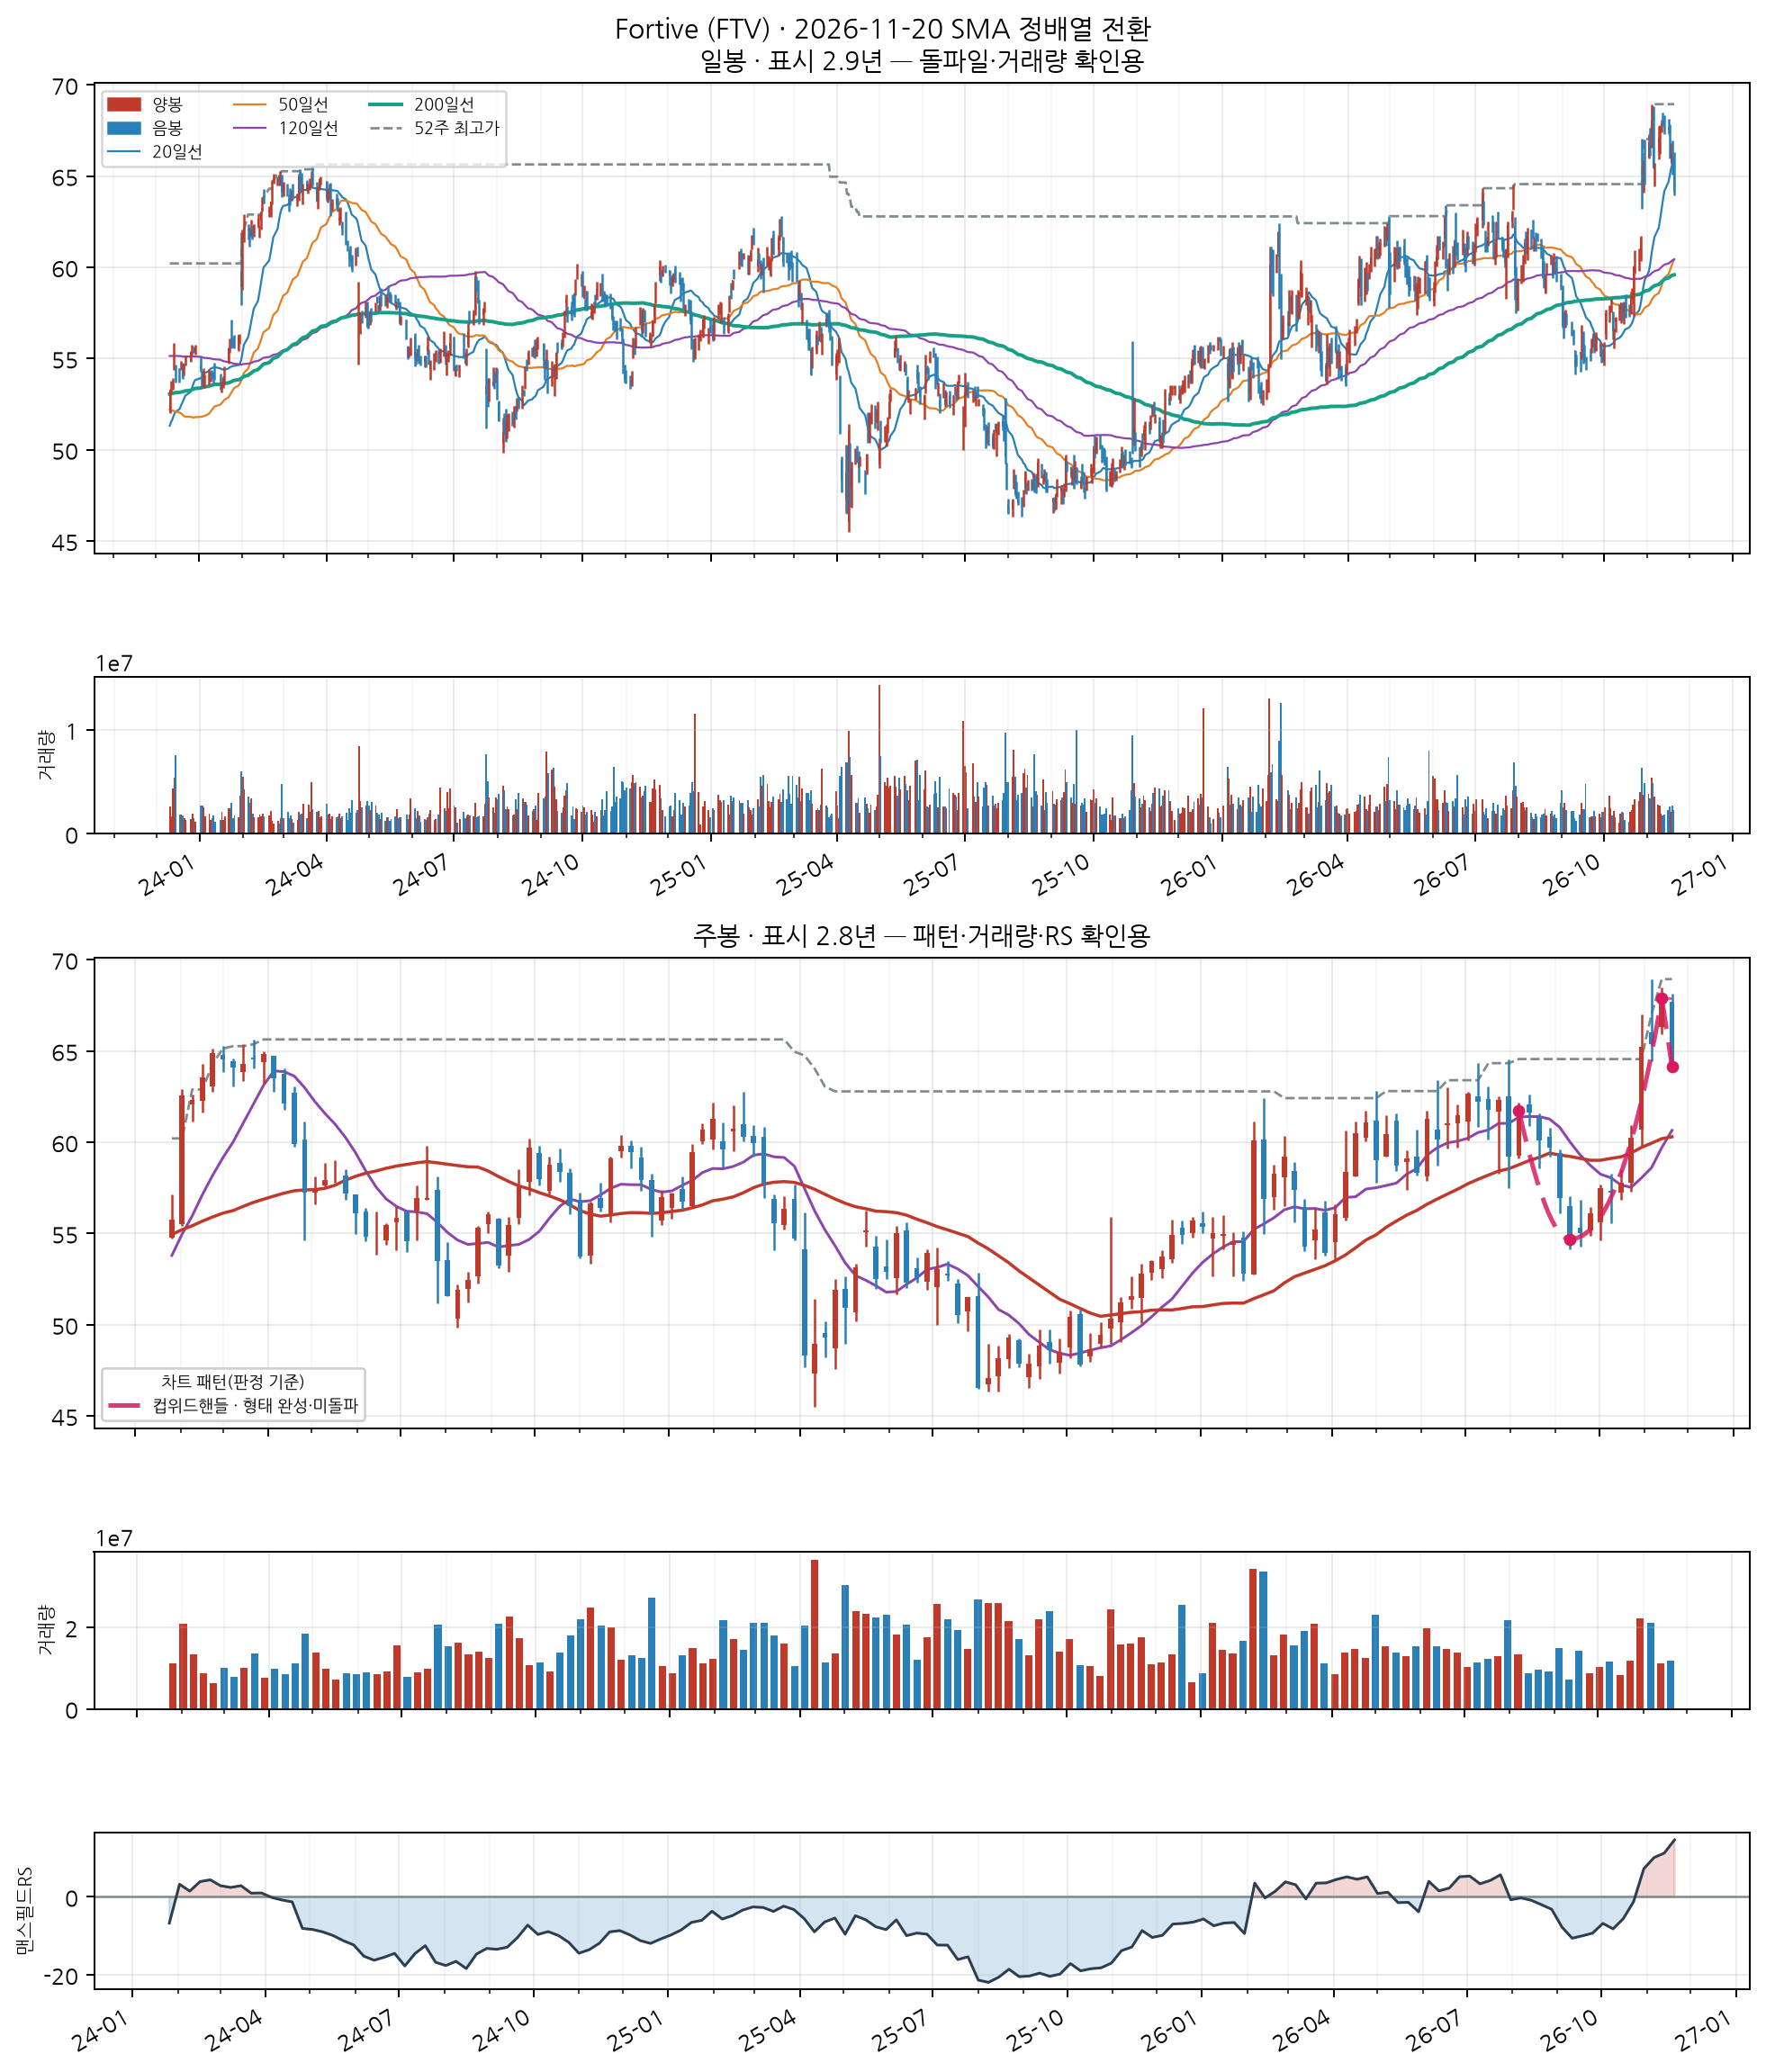 Fortive (FTV) · 2026-11-20 SMA 정배열 전환
일봉 · 표시 2.9년 — 돌파일·거래량 확인용
양봉
음봉
20일선
50일선
120일선
200일선
52주 최고가
70
65
60
55
50
45
1e7
거래량
1
0
24-01
24-04
24-07
24-10
25-01
25-04
25-07
25-10
26-01
26-04
26-07
26-10
27-01
주봉 · 표시 2.8년 — 패턴·거래량·RS 확인용
70
65
60
55
50
45
차트 패턴(판정 기준)
컵위드핸들 · 형태 완성·미돌파
1e7
거래량
2
0
맨스필드RS
0
-20
24-01
24-04
24-07
24-10
25-01
25-04
25-07
25-10
26-01
26-04
26-07
26-10
27-01